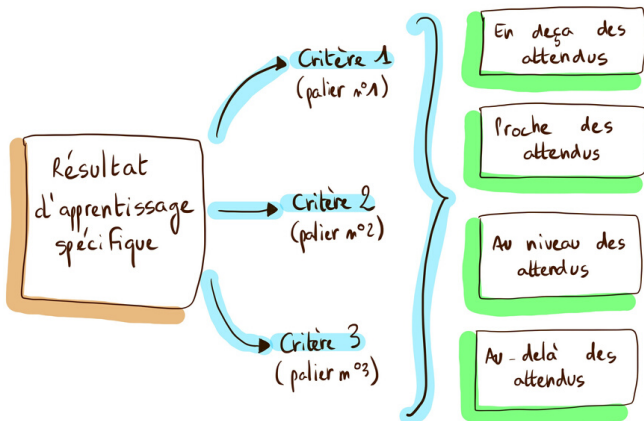 Résultat
d'apprentissage
spécifique
Critère 1
(palier n°1)
Critère 2
(palier n°2)
Critère 3
(palier n°3)
En deça des
attendus
Proche des
attendus
Au niveau des
attendus
Au-delà des
attendus